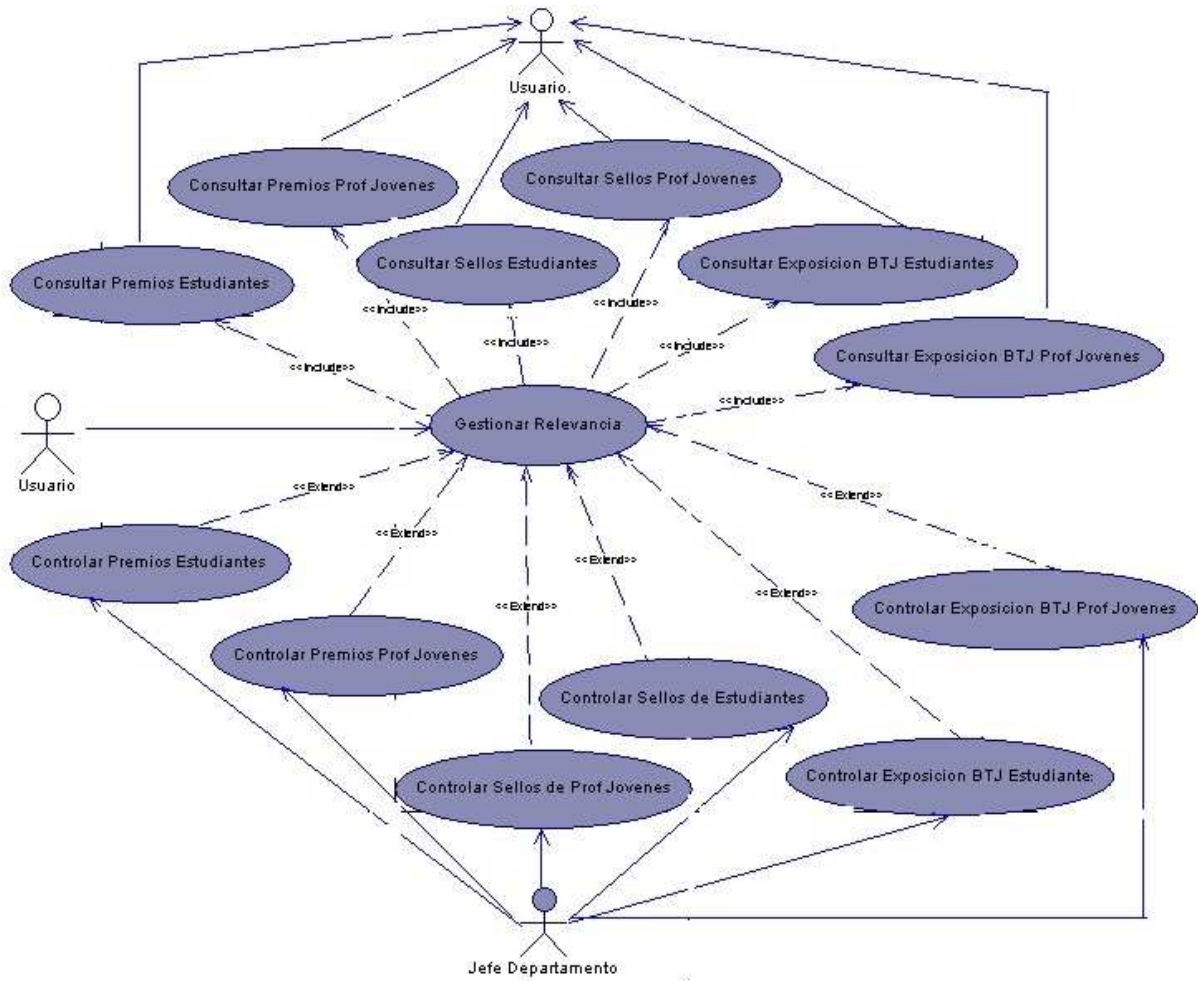 Usuario.
Consultar Premios Prof Jovenes
Consultar Sellos Prof Jovenes
Consultar Sellos Estudiantes
Consultar Exposicion BTJ Estudiantes
Consultar Premios Estudiantes
Consultar Exposicion BTJ Prof Jovenes
<<Include>>
<<Include>>
<<Include>>
<<Include>>
<<Include>>
<<Include>>
Gestionar Relevancia
Usuario
<<Extend>>
<<Extend>>
<<Extend>>
<<Extend>>
<<Extend>>
<<Extend>>
Controlar Premios Estudiantes
Controlar Exposicion BTJ Prof Jovenes
Controlar Premios Prof Jovenes
Controlar Sellos de Estudiantes
Controlar Exposicion BTJ Estudiante:
Controlar Sellos de Prof Jovenes
Jefe Departamento